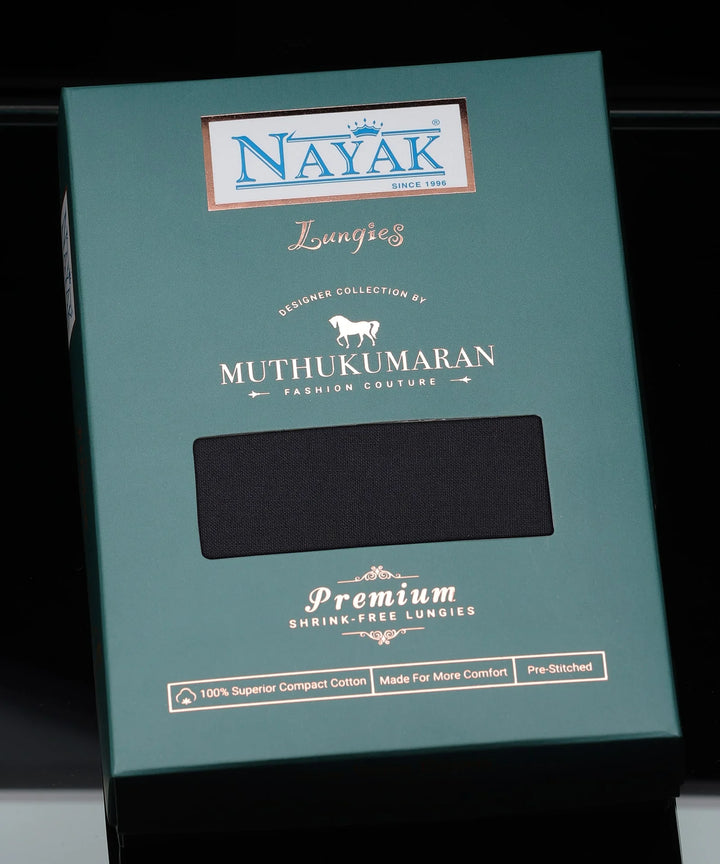 NAYAK®
SINCE 1996
Lungies
DESIGNER COLLECTION BY
MUTHUKUMARAN
FASHION COUTURE
Premium
SHRINK-FREE LUNGIES
100% Superior Compact Cotton
Made For More Comfort
Pre-Stitched